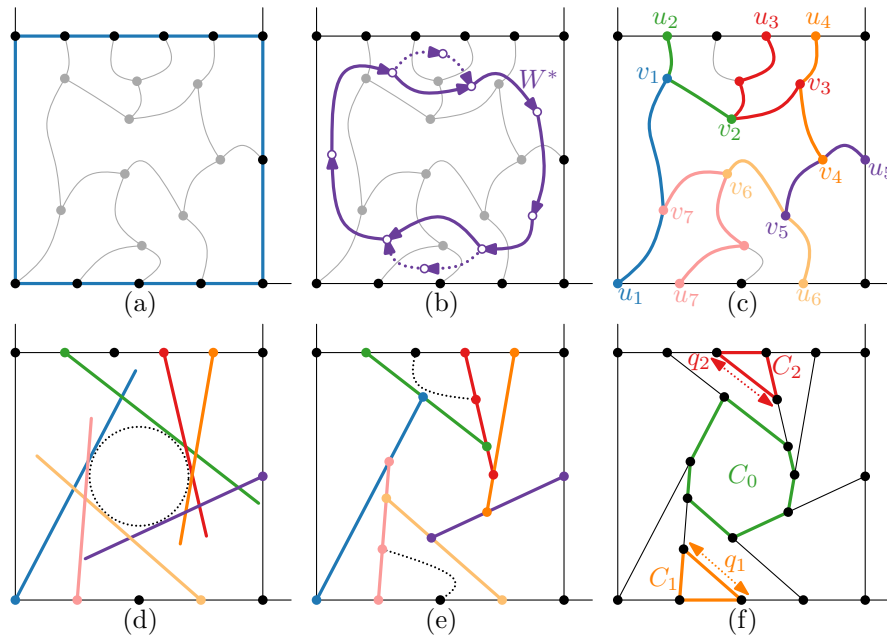 W*
u₂ u₃ u₄
v₁ v₃
v₂
v₄ u₅
v₆
v₇ v₅
u₁ u₇ u₆
(a) (b) (c)
q₂ C₂
C₀
C₁ q₁
(d) (e) (f)